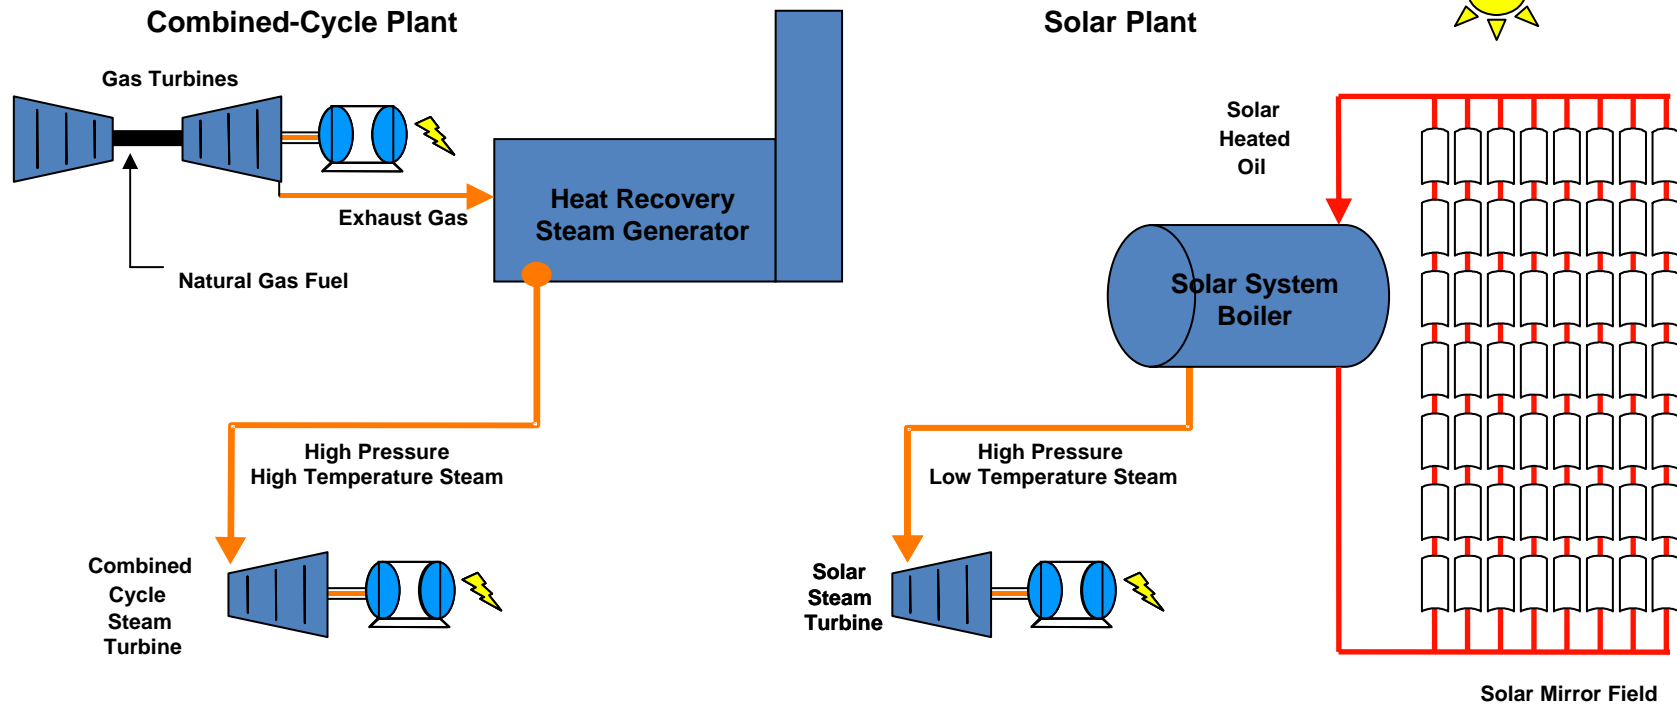 Combined-Cycle Plant
Gas Turbines
Exhaust Gas
Natural Gas Fuel
Heat Recovery
Steam Generator
High Pressure
High Temperature Steam
Combined
Cycle
Steam
Turbine
Solar Plant
Solar
Heated
Oil
Solar System
Boiler
High Pressure
Low Temperature Steam
Solar
Steam
Turbine
Solar Mirror Field